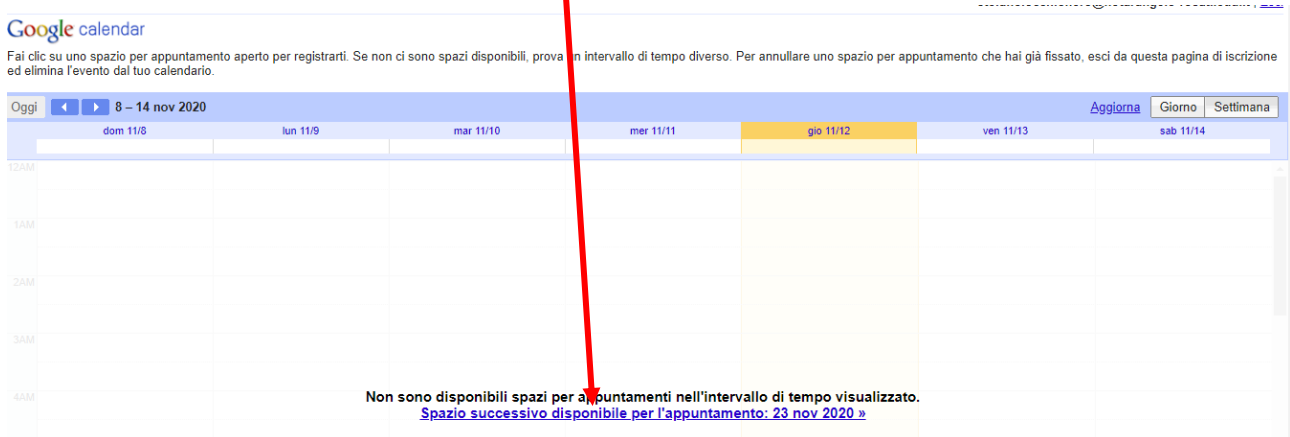 Google calendar
Fai clic su uno spazio per appuntamento aperto per registrarti. Se non ci sono spazi disponibili, prova un intervallo di tempo diverso. Per annullare uno spazio per appuntamento che hai già fissato, esci da questa pagina di iscrizione
ed elimina l'evento dal tuo calendario.
Oggi 8 – 14 nov 2020 Aggiorna Giorno Settimana
dom 11/8 lun 11/9 mar 11/10 mer 11/11 gio 11/12 ven 11/13 sab 11/14
12AM
1AM
2AM
3AM
4AM
Non sono disponibili spazi per appuntamenti nell'intervallo di tempo visualizzato.
Spazio successivo disponibile per l'appuntamento: 23 nov 2020 »